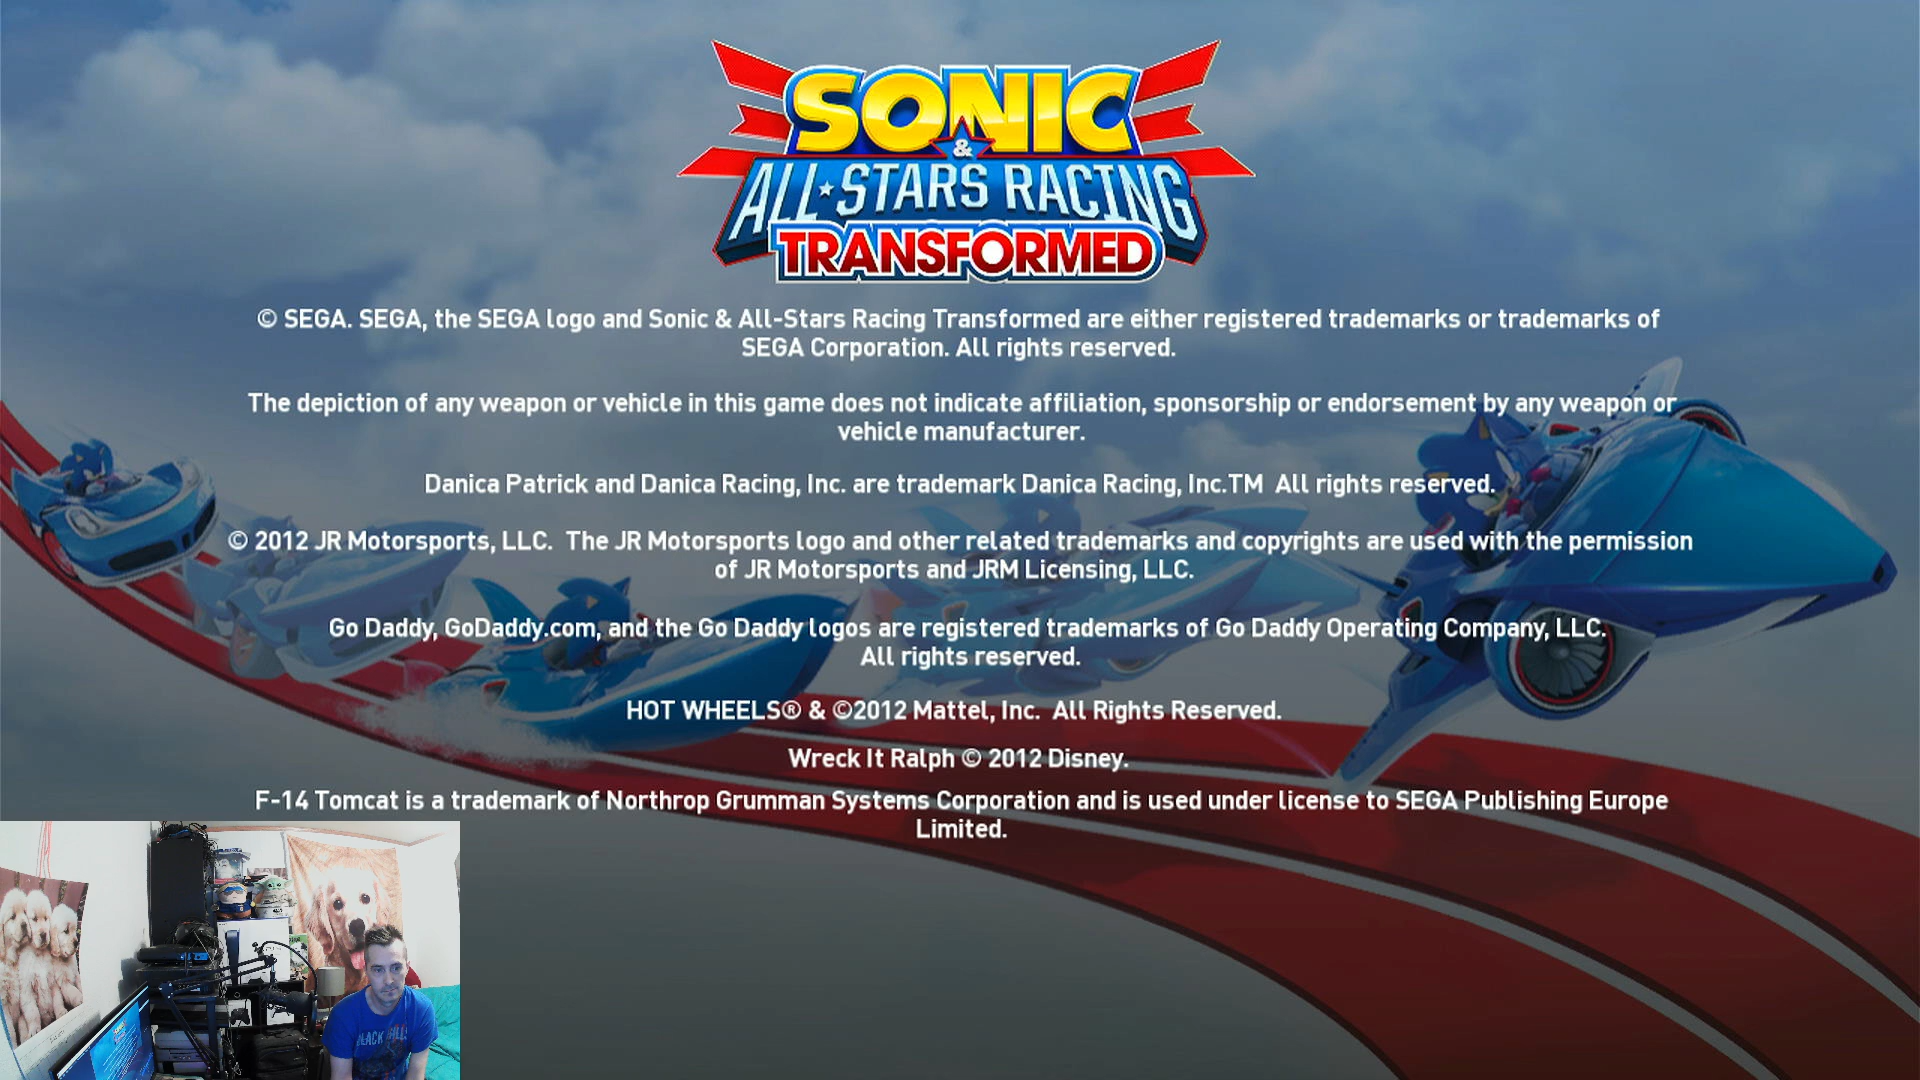 SONIC
&
ALL★STARS RACING
TRANSFORMED
© SEGA. SEGA, the SEGA logo and Sonic & All-Stars Racing Transformed are either registered trademarks or trademarks of
SEGA Corporation. All rights reserved.
The depiction of any weapon or vehicle in this game does not indicate affiliation, sponsorship or endorsement by any weapon or
vehicle manufacturer.
Danica Patrick and Danica Racing, Inc. are trademark Danica Racing, Inc.TM  All rights reserved.
© 2012 JR Motorsports, LLC.  The JR Motorsports logo and other related trademarks and copyrights are used with the permission
of JR Motorsports and JRM Licensing, LLC.
Go Daddy, GoDaddy.com, and the Go Daddy logos are registered trademarks of Go Daddy Operating Company, LLC.
All rights reserved.
HOT WHEELS® & ©2012 Mattel, Inc.  All Rights Reserved.
Wreck It Ralph © 2012 Disney.
F-14 Tomcat is a trademark of Northrop Grumman Systems Corporation and is used under license to SEGA Publishing Europe
Limited.